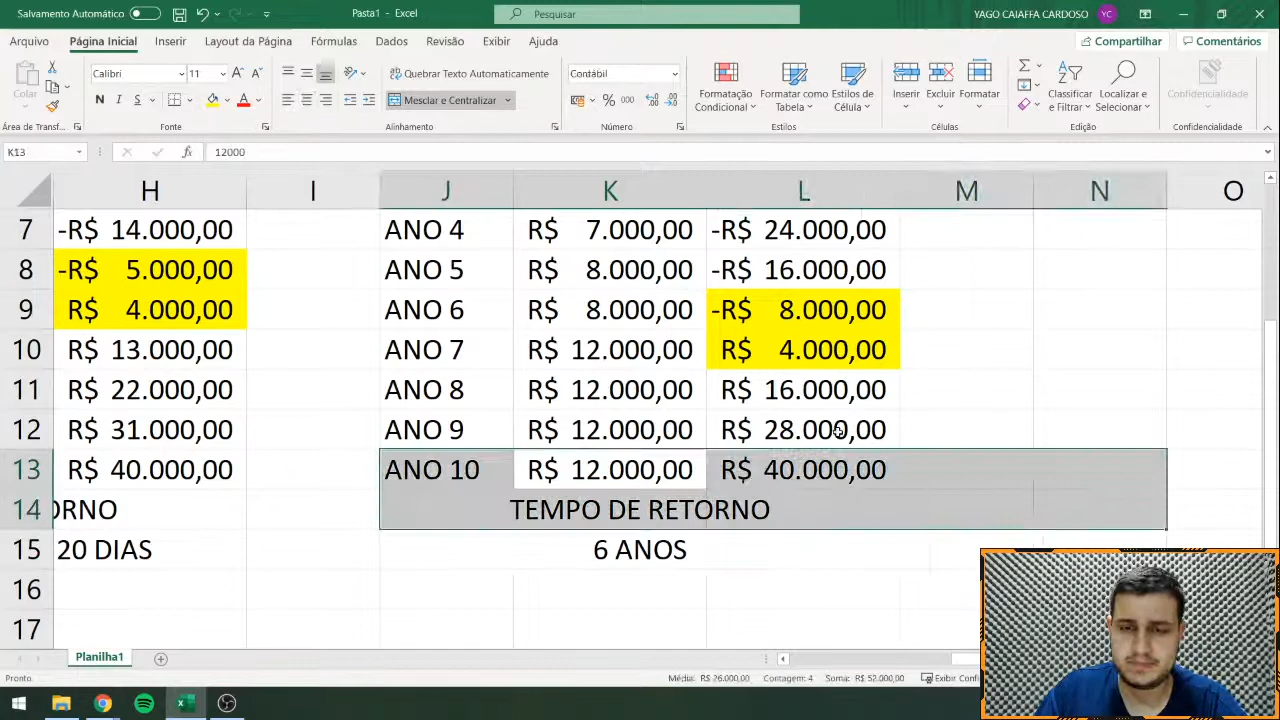 Salvamento Automático
Pasta1 - Excel
Pesquisar
YAGO CAIAFFA CARDOSO YC
Arquivo Página Inicial Inserir Layout da Página Fórmulas Dados Revisão Exibir Ajuda Compartilhar Comentários
Colar
Calibri 11
N I S
Quebrar Texto Automaticamente
Mesclar e Centralizar
Contábil
% 000
Formatação Condicional
Formatar como Tabela
Estilos de Célula
Inserir Excluir Formatar
Classificar e Filtrar
Localizar e Selecionar
Confidencialidade
Área de Transf... Fonte Alinhamento Número Estilos Células Edição Confidencialidade
K13 fx 12000
H I J K L M N O
7 -R$ 14.000,00 ANO 4 R$ 7.000,00 -R$ 24.000,00
8 -R$ 5.000,00 ANO 5 R$ 8.000,00 -R$ 16.000,00
9 R$ 4.000,00 ANO 6 R$ 8.000,00 -R$ 8.000,00
10 R$ 13.000,00 ANO 7 R$ 12.000,00 R$ 4.000,00
11 R$ 22.000,00 ANO 8 R$ 12.000,00 R$ 16.000,00
12 R$ 31.000,00 ANO 9 R$ 12.000,00 R$ 28.000,00
13 R$ 40.000,00 ANO 10 R$ 12.000,00 R$ 40.000,00
14 ORNO TEMPO DE RETORNO
15 20 DIAS 6 ANOS
16
17
Planilha1
Pronto Média: R$ 26.000,00 Contagem: 4 Soma: R$ 52.000,00 Exibir Confi